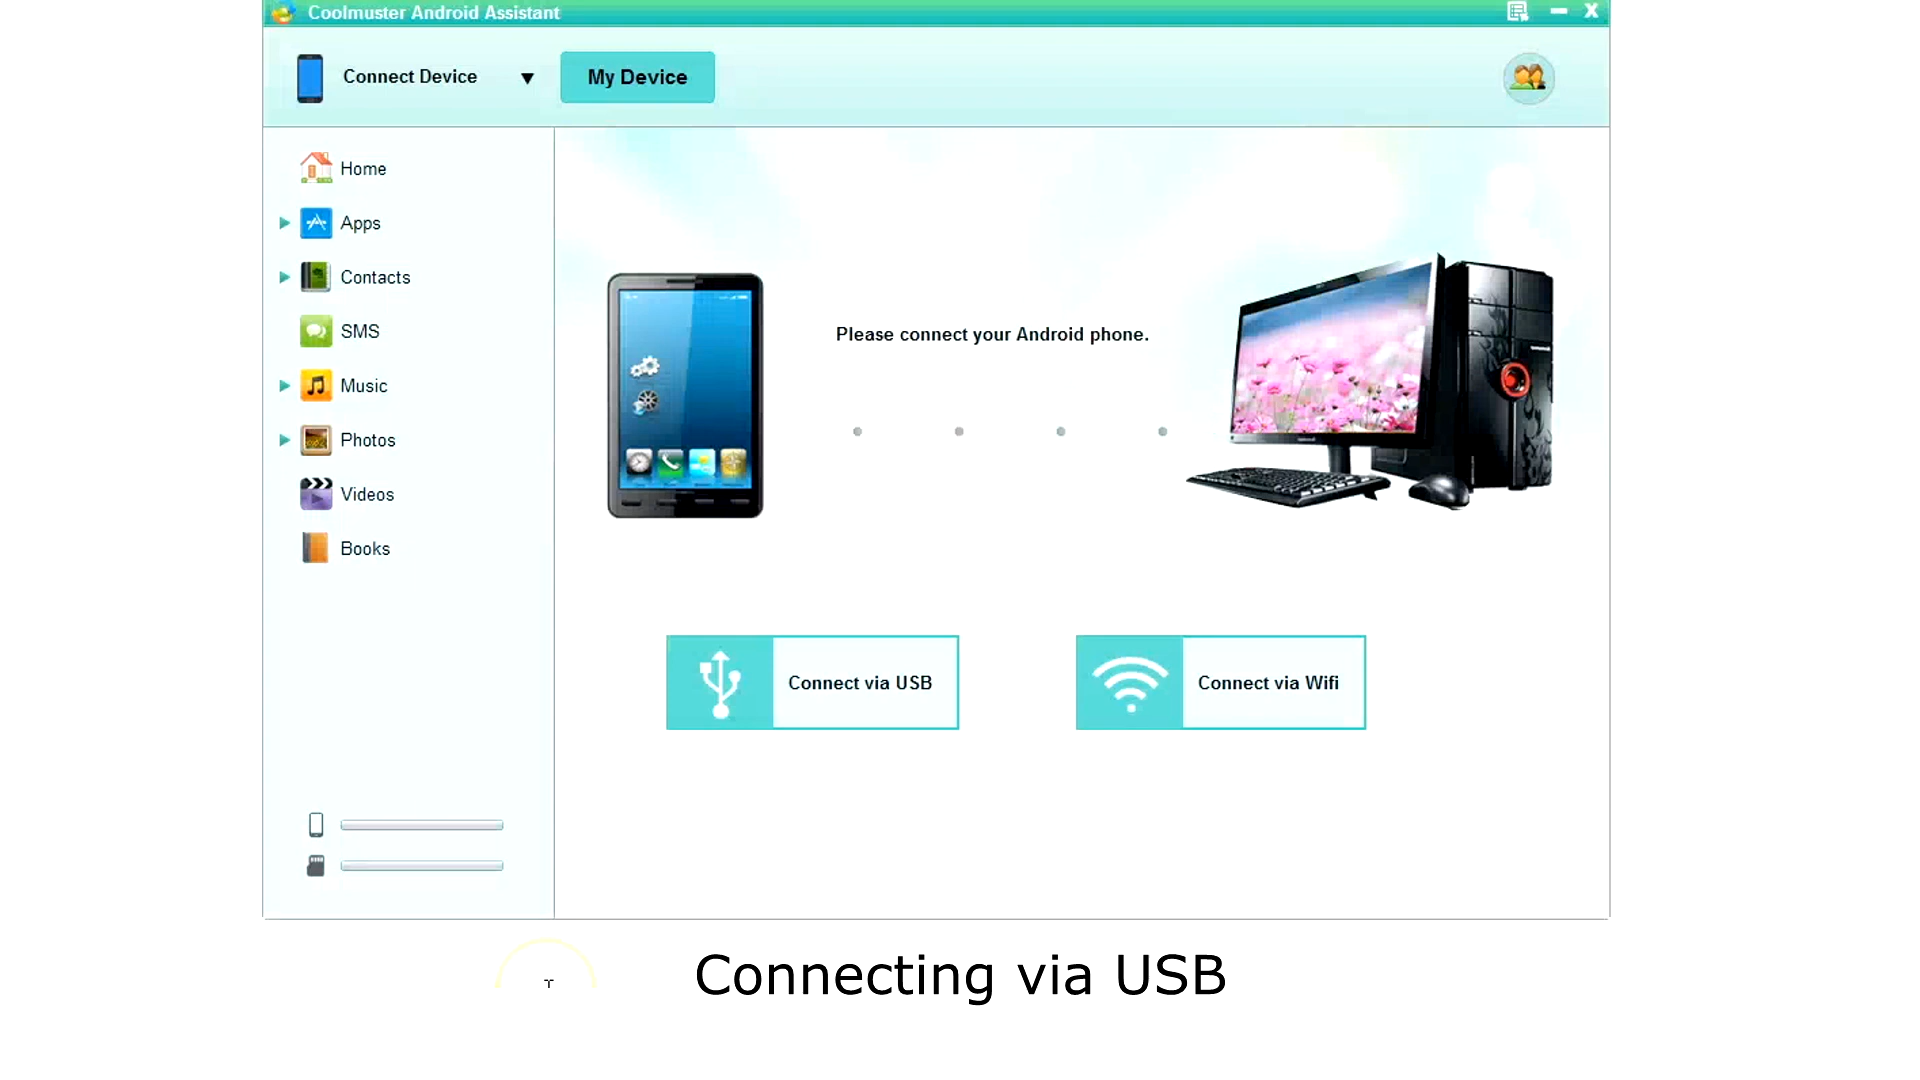 Coolmuster Android Assistant
Connect Device
My Device
Home
Apps
Contacts
SMS
Music
Photos
Videos
Books
Please connect your Android phone.
Connect via USB
Connect via Wifi
Connecting via USB